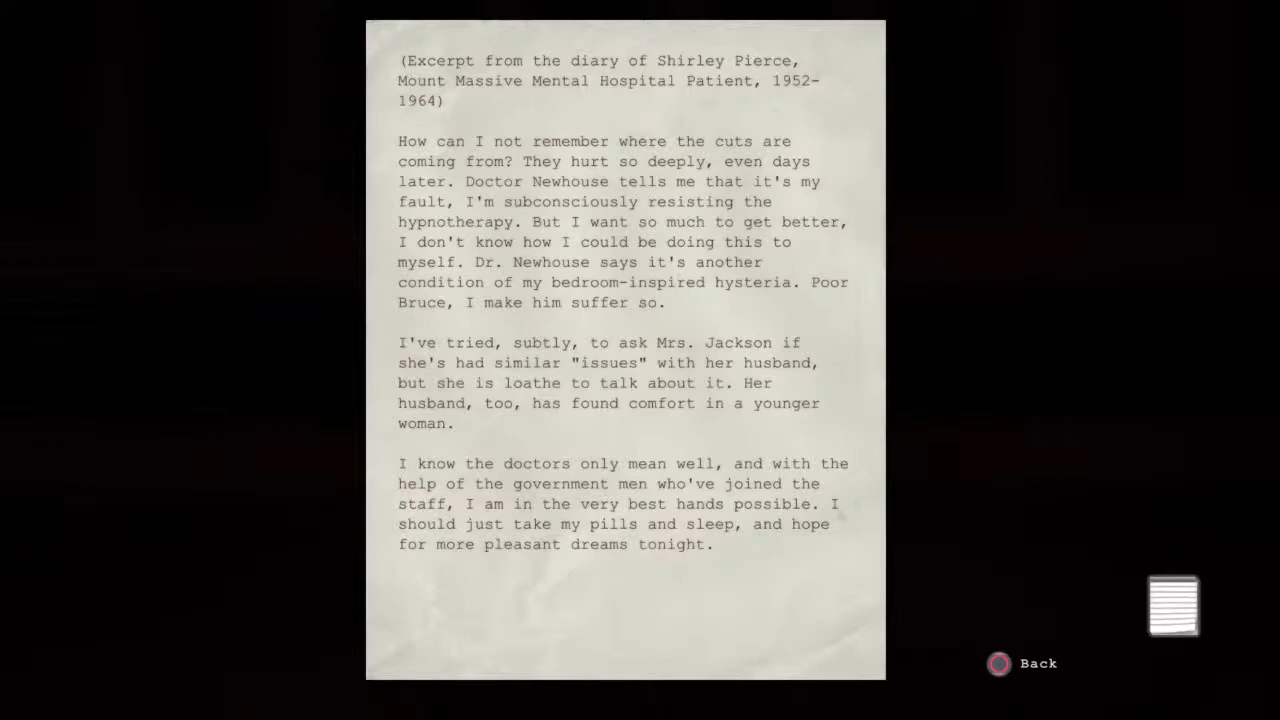 (Excerpt from the diary of Shirley Pierce,
Mount Massive Mental Hospital Patient, 1952-
1964)
How can I not remember where the cuts are
coming from? They hurt so deeply, even days
later. Doctor Newhouse tells me that it's my
fault, I'm subconsciously resisting the
hypnotherapy. But I want so much to get better,
I don't know how I could be doing this to
myself. Dr. Newhouse says it's another
condition of my bedroom-inspired hysteria. Poor
Bruce, I make him suffer so.
I've tried, subtly, to ask Mrs. Jackson if
she's had similar "issues" with her husband,
but she is loathe to talk about it. Her
husband, too, has found comfort in a younger
woman.
I know the doctors only mean well, and with the
help of the government men who've joined the
staff, I am in the very best hands possible. I
should just take my pills and sleep, and hope
for more pleasant dreams tonight.
Back